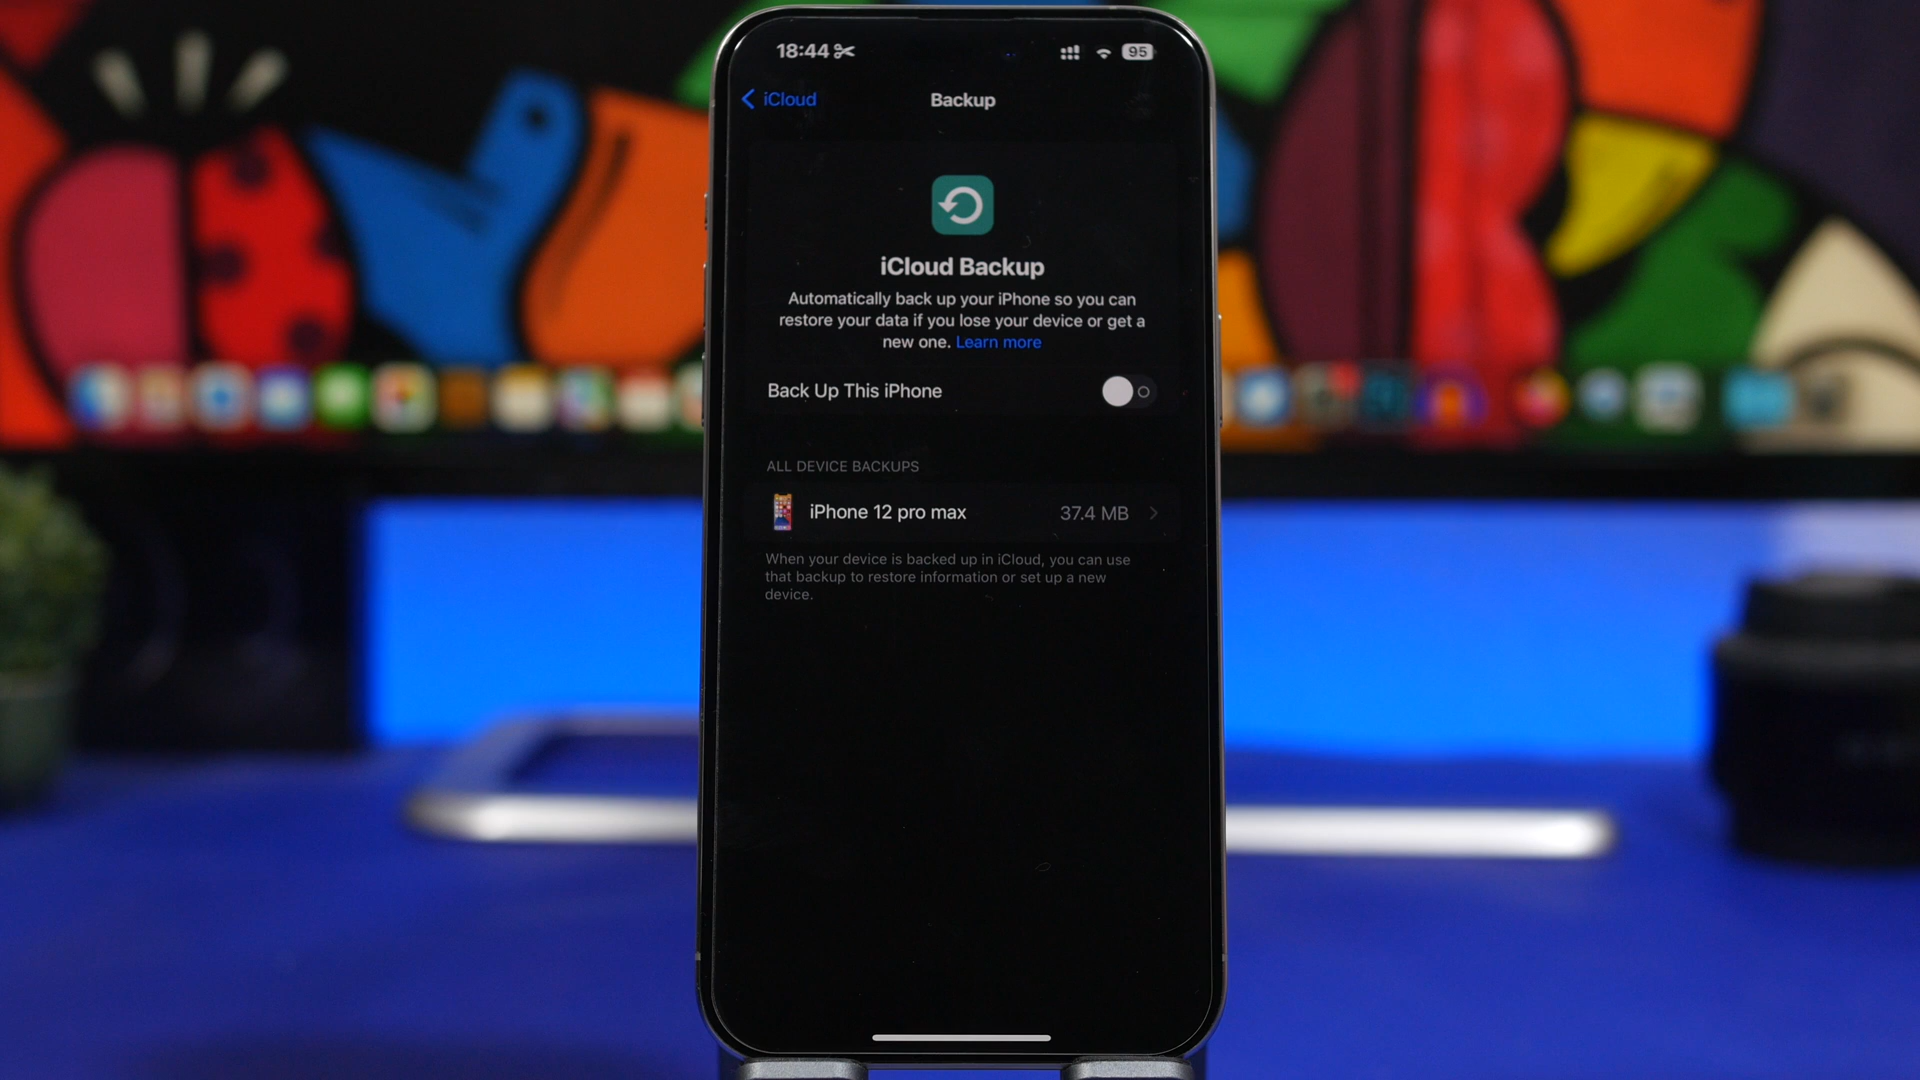 18:44
95
iCloud
Backup
iCloud Backup
Automatically back up your iPhone so you can
restore your data if you lose your device or get a
new one. Learn more
Back Up This iPhone
ALL DEVICE BACKUPS
iPhone 12 pro max 37.4 MB
When your device is backed up in iCloud, you can use
that backup to restore information or set up a new
device.